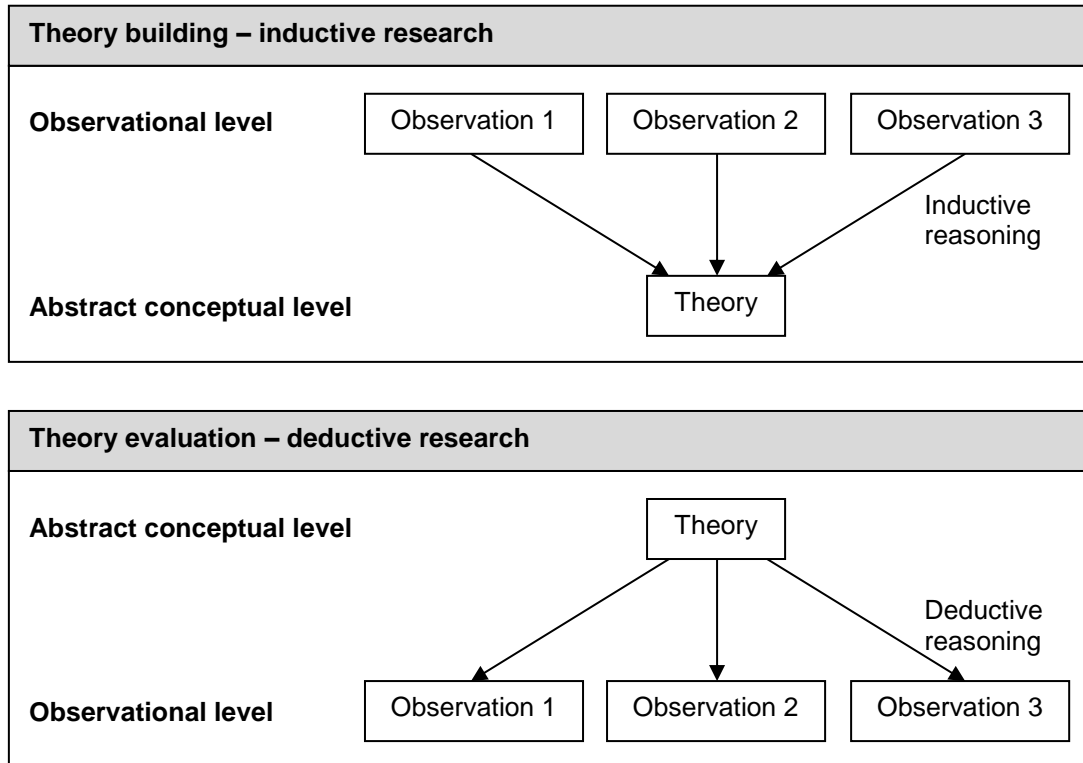 Theory building – inductive research
Observational level
Observation 1
Observation 2
Observation 3
Inductive
reasoning
Abstract conceptual level
Theory
Theory evaluation – deductive research
Abstract conceptual level
Theory
Deductive
reasoning
Observational level
Observation 1
Observation 2
Observation 3